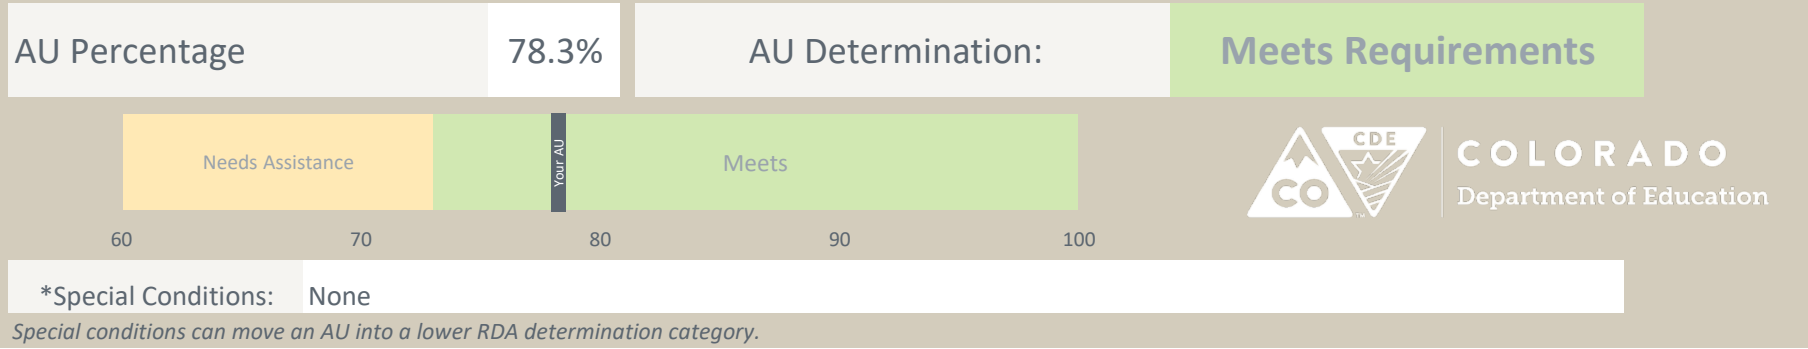 AU Percentage 78.3% AU Determination: Meets Requirements
Needs Assistance Your AU Meets
60 70 80 90 100
CDE
CO
COLORADO
Department of Education
*Special Conditions: None
Special conditions can move an AU into a lower RDA determination category.